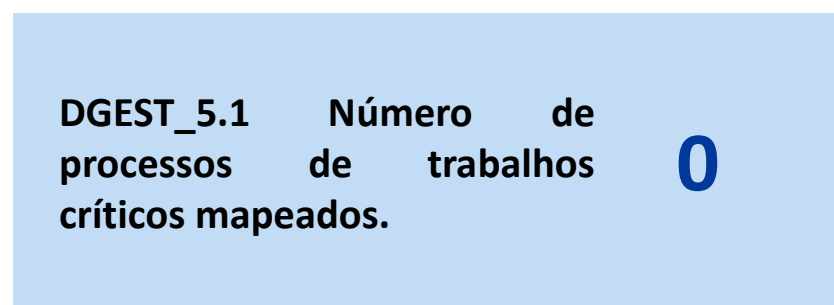 DGEST_5.1 Número de
processos de trabalhos
críticos mapeados.
0